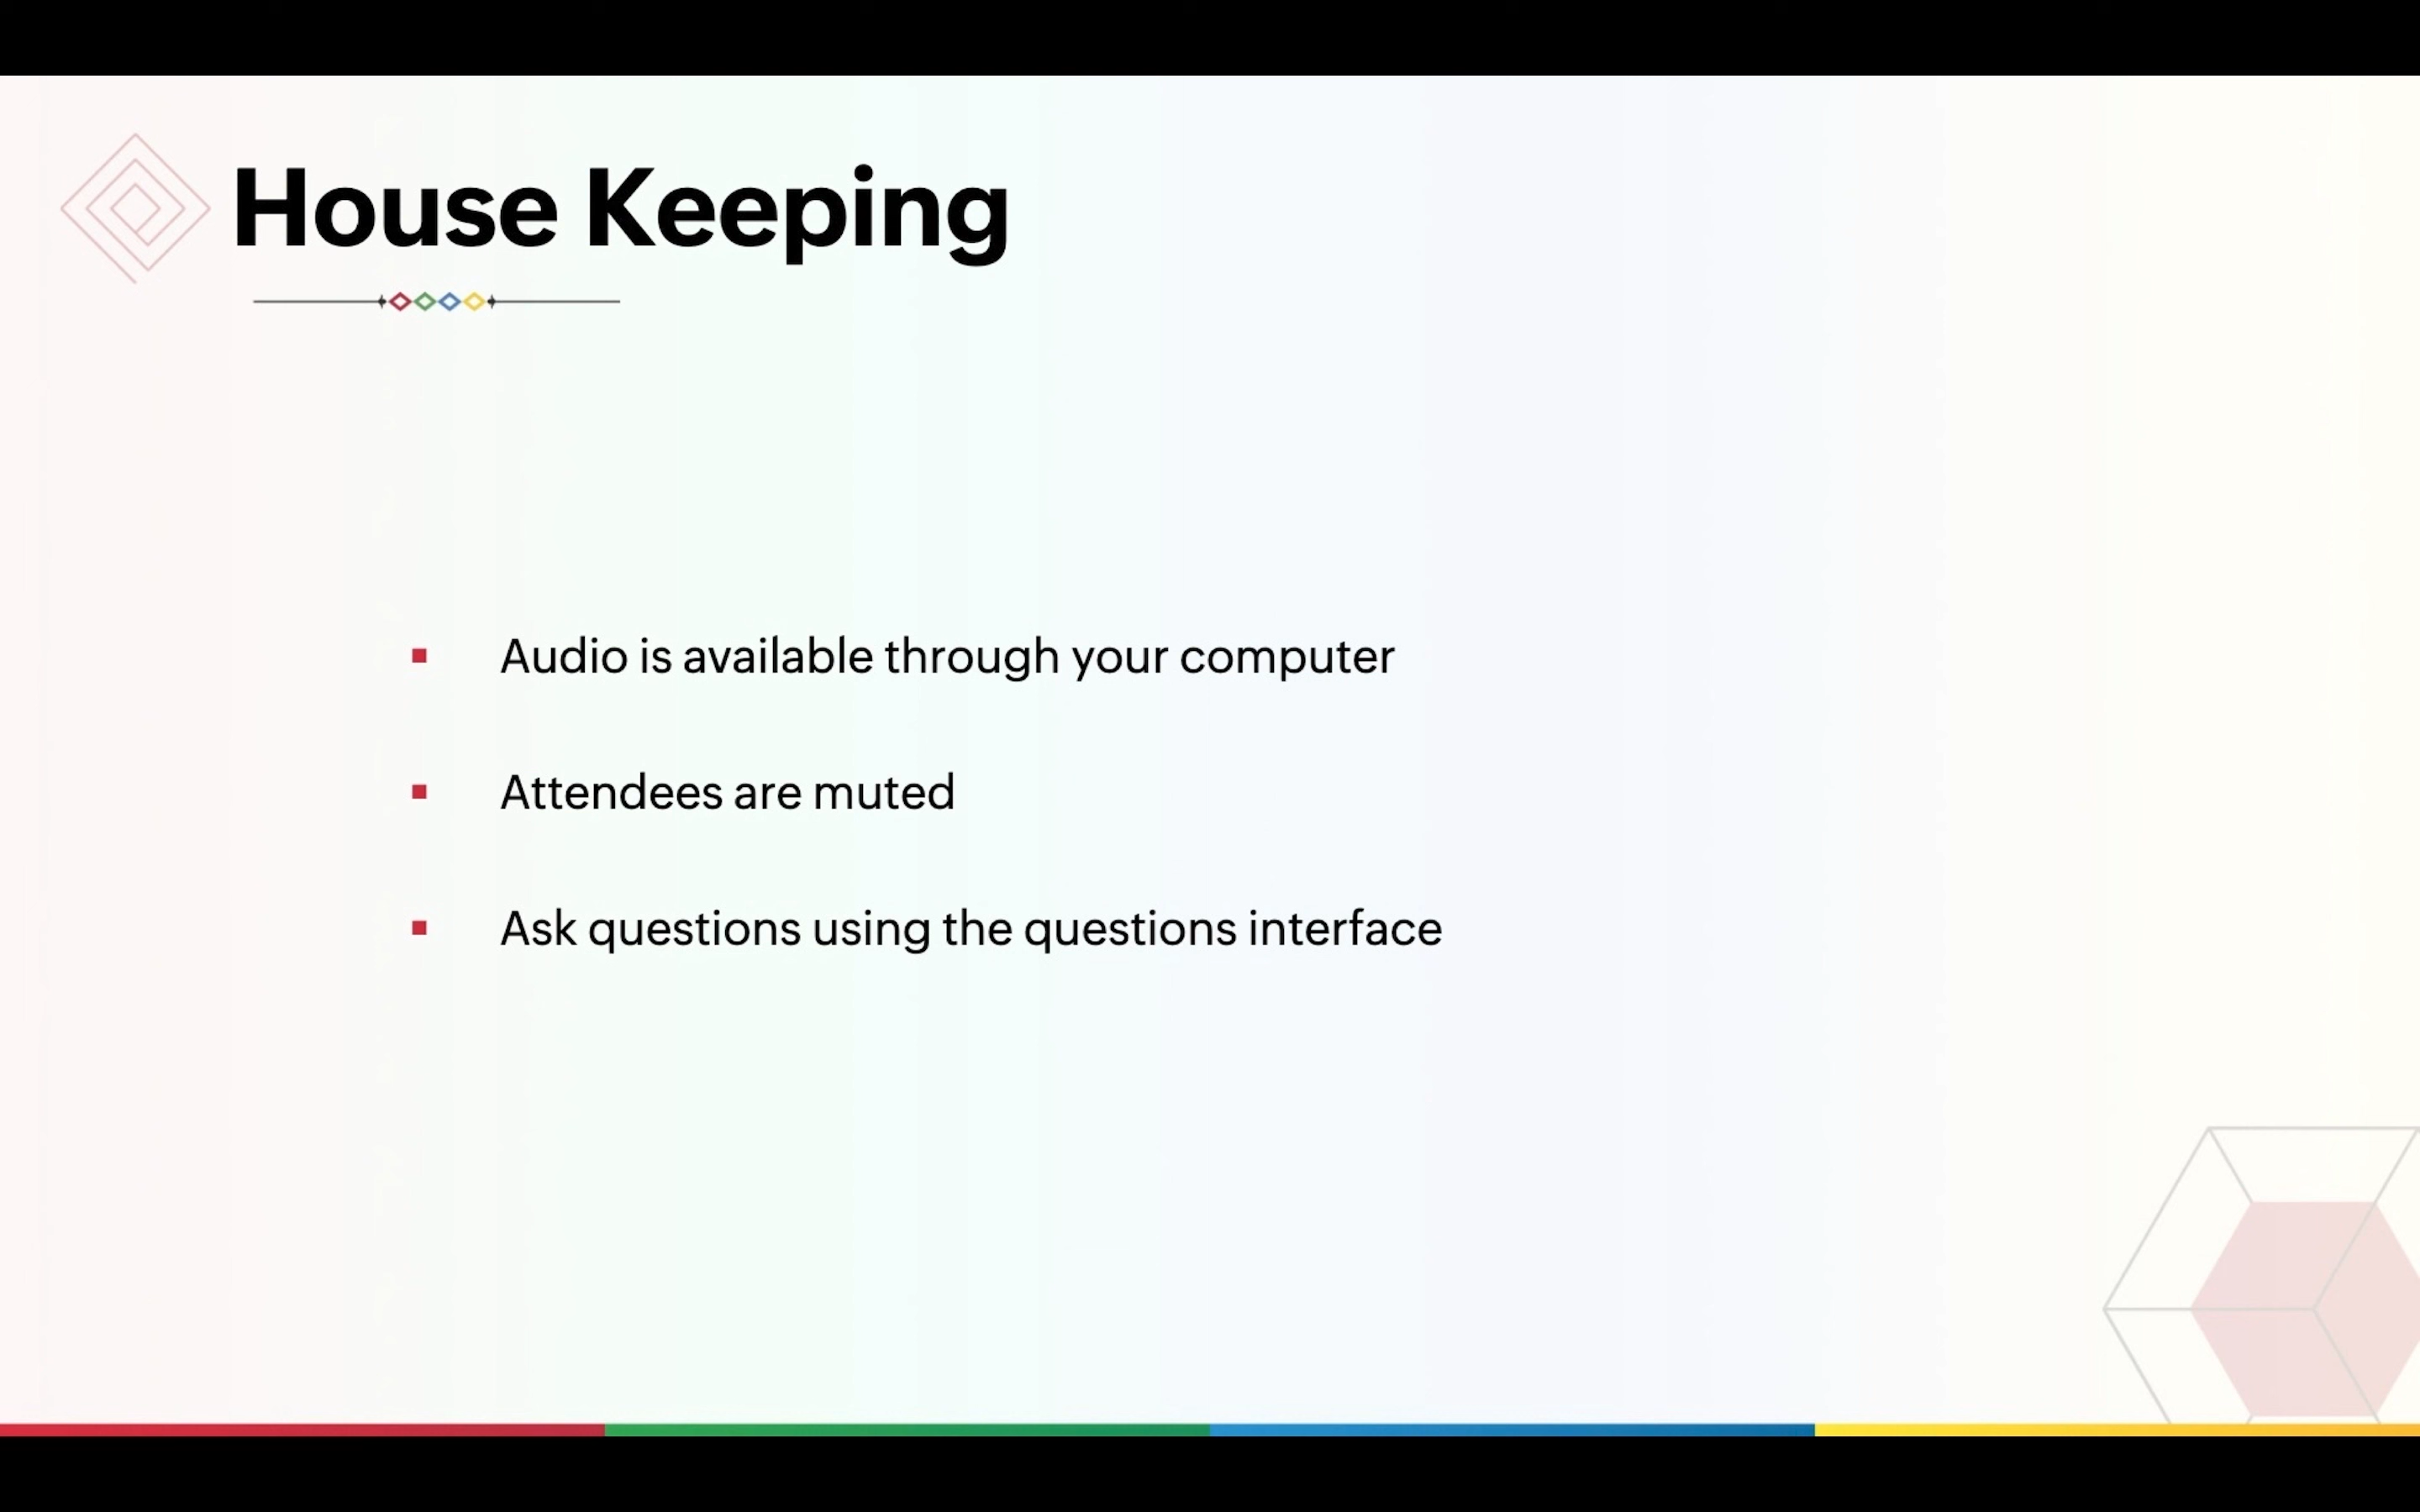 House Keeping
Audio is available through your computer
Attendees are muted
Ask questions using the questions interface